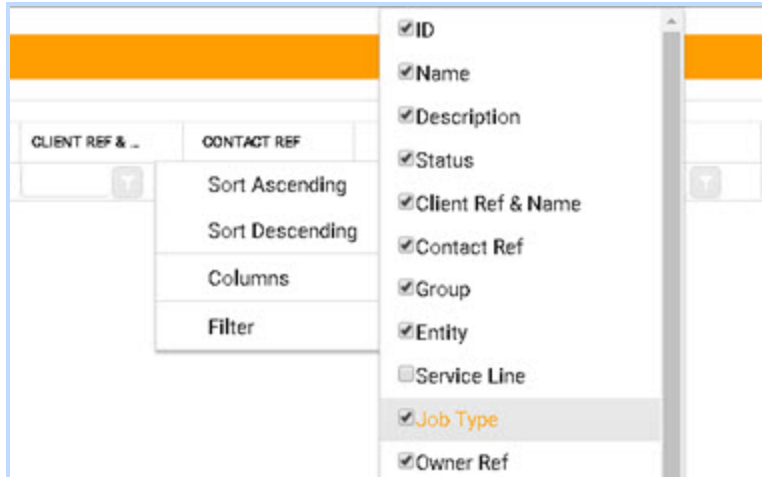 CLIENT REF & ...
CONTACT REF
Sort Ascending
Sort Descending
Columns
Filter
ID
Name
Description
Status
Client Ref & Name
Contact Ref
Group
Entity
Service Line
Job Type
Owner Ref